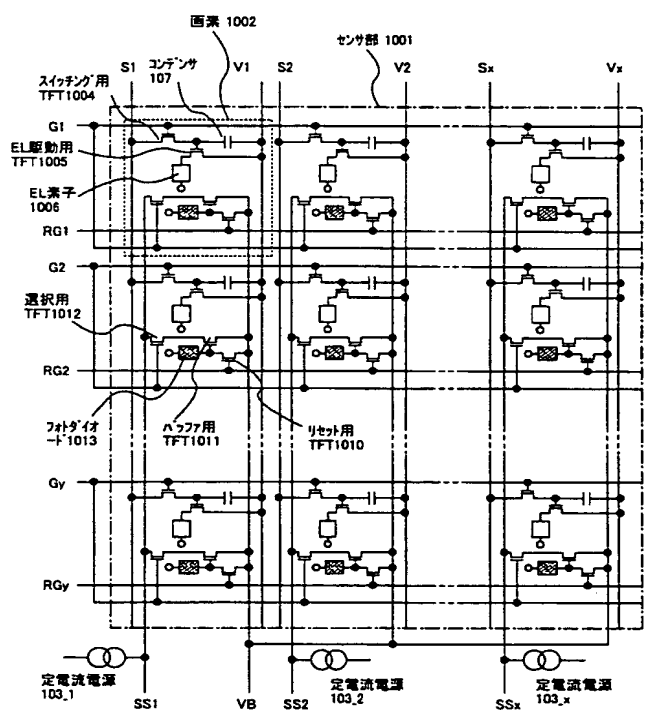 画素 1002
センサ部 1001
S1
コンデンサ
107
V1
S2
V2
Sx
Vx
スイッチング用
TFT1004
G1
EL駆動用
TFT1005
EL素子
1006
RG1
G2
選択用
TFT1012
RG2
フォトダイオ
ード1013
バッファ用
TFT1011
リセット用
TFT1010
Gy
RGy
定電流電源
103_1
SS1
VB
SS2
定電流電源
103_2
SSx
定電流電源
103_x